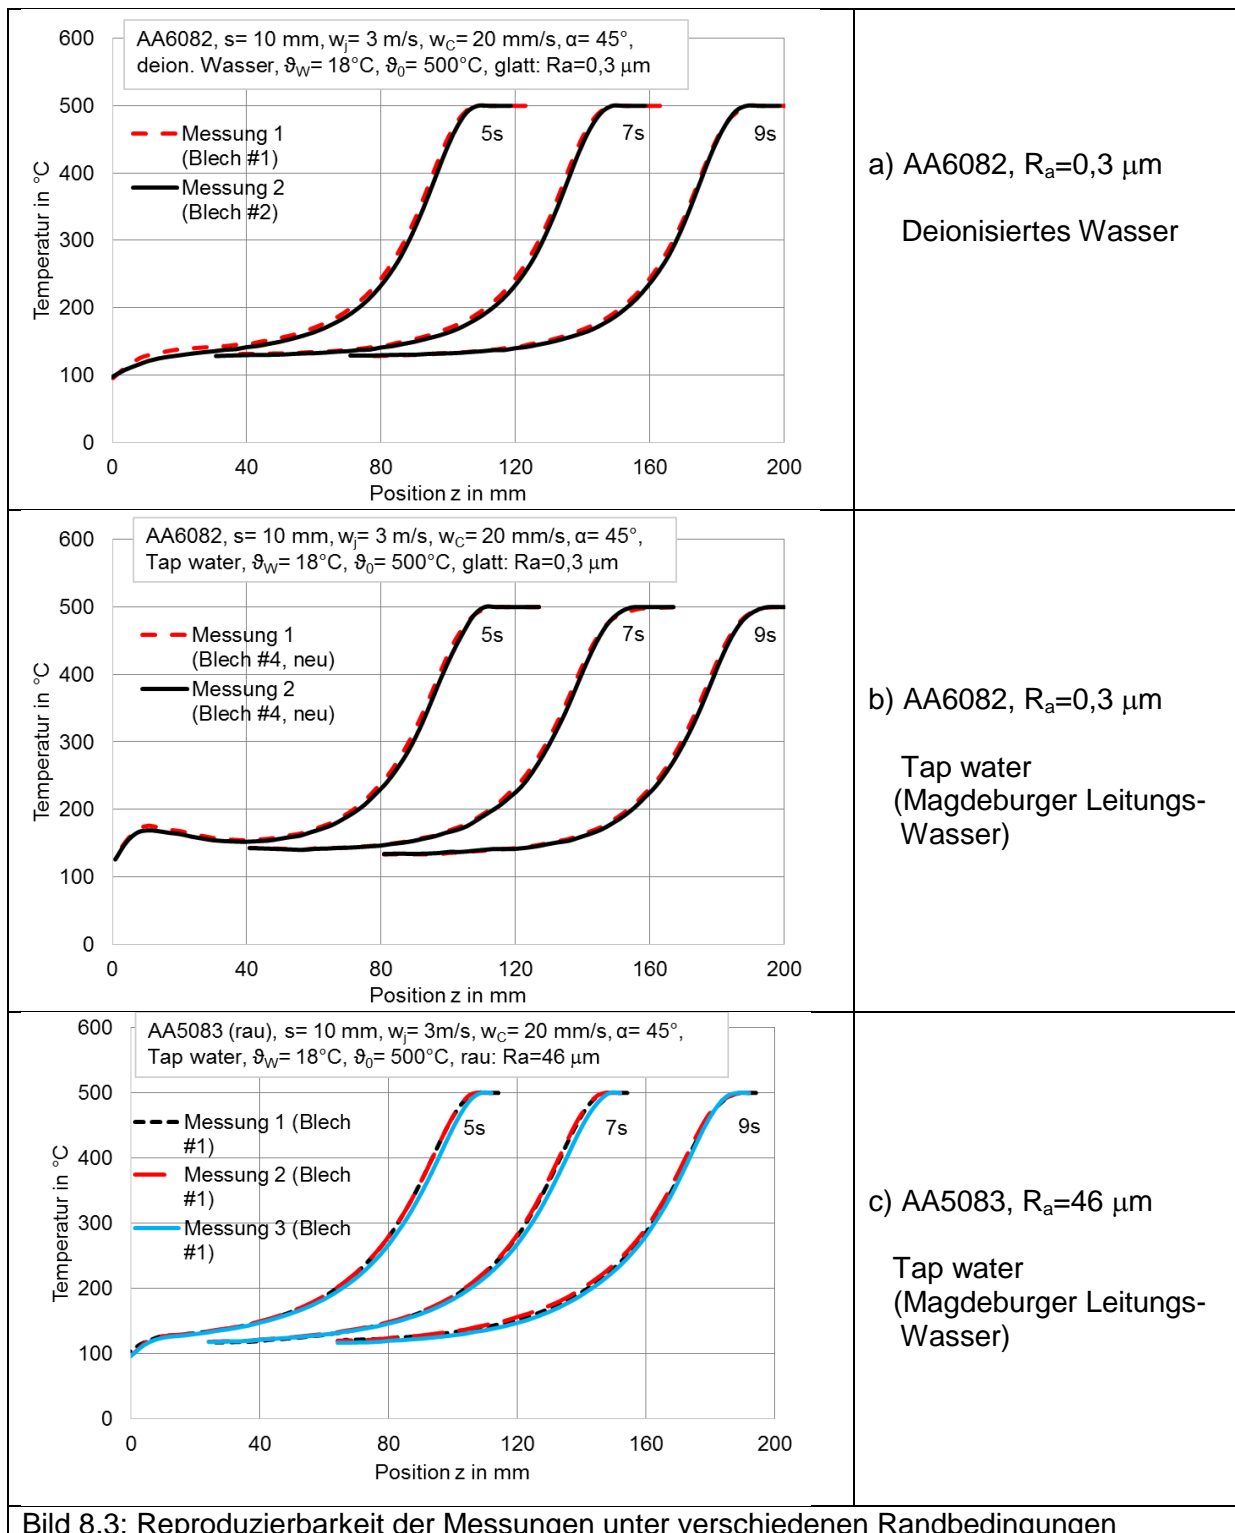 AA6082, s= 10 mm, wj= 3 m/s, wC= 20 mm/s, α= 45°,
deion. Wasser, ϑW= 18°C, ϑ0= 500°C, glatt: Ra=0,3 μm
600
500
400
300
200
100
0
Temperatur in °C
Messung 1
(Blech #1)
Messung 2
(Blech #2)
5s
7s
9s
0
40
80
120
160
200
Position z in mm
a) AA6082, Ra=0,3 μm
Deionisiertes Wasser
AA6082, s= 10 mm, wj= 3 m/s, wC= 20 mm/s, α= 45°,
Tap water, ϑW= 18°C, ϑ0= 500°C, glatt: Ra=0,3 μm
600
500
400
300
200
100
0
Temperatur in °C
Messung 1
(Blech #4, neu)
Messung 2
(Blech #4, neu)
5s
7s
9s
0
40
80
120
160
200
Position z in mm
b) AA6082, Ra=0,3 μm
Tap water
(Magdeburger Leitungs-
Wasser)
AA5083 (rau), s= 10 mm, wj= 3m/s, wC= 20 mm/s, α= 45°,
Tap water, ϑW= 18°C, ϑ0= 500°C, rau: Ra=46 μm
600
500
400
300
200
100
0
Temperatur in °C
Messung 1 (Blech
#1)
Messung 2 (Blech
#1)
Messung 3 (Blech
#1)
5s
7s
9s
0
40
80
120
160
200
Position z in mm
c) AA5083, Ra=46 μm
Tap water
(Magdeburger Leitungs-
Wasser)
Bild 8.3: Reproduzierbarkeit der Messungen unter verschiedenen Randbedingungen